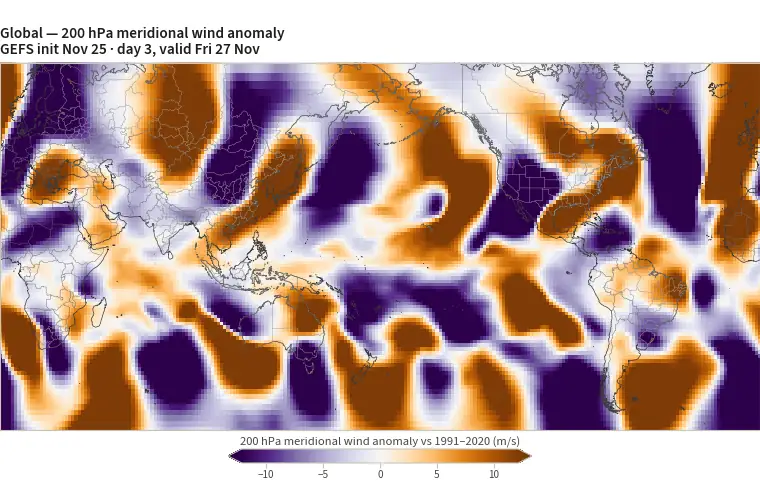 Global — 200 hPa meridional wind anomaly
GEFS init Nov 25 · day 3, valid Fri 27 Nov
200 hPa meridional wind anomaly vs 1991–2020 (m/s)
−10 −5 0 5 10